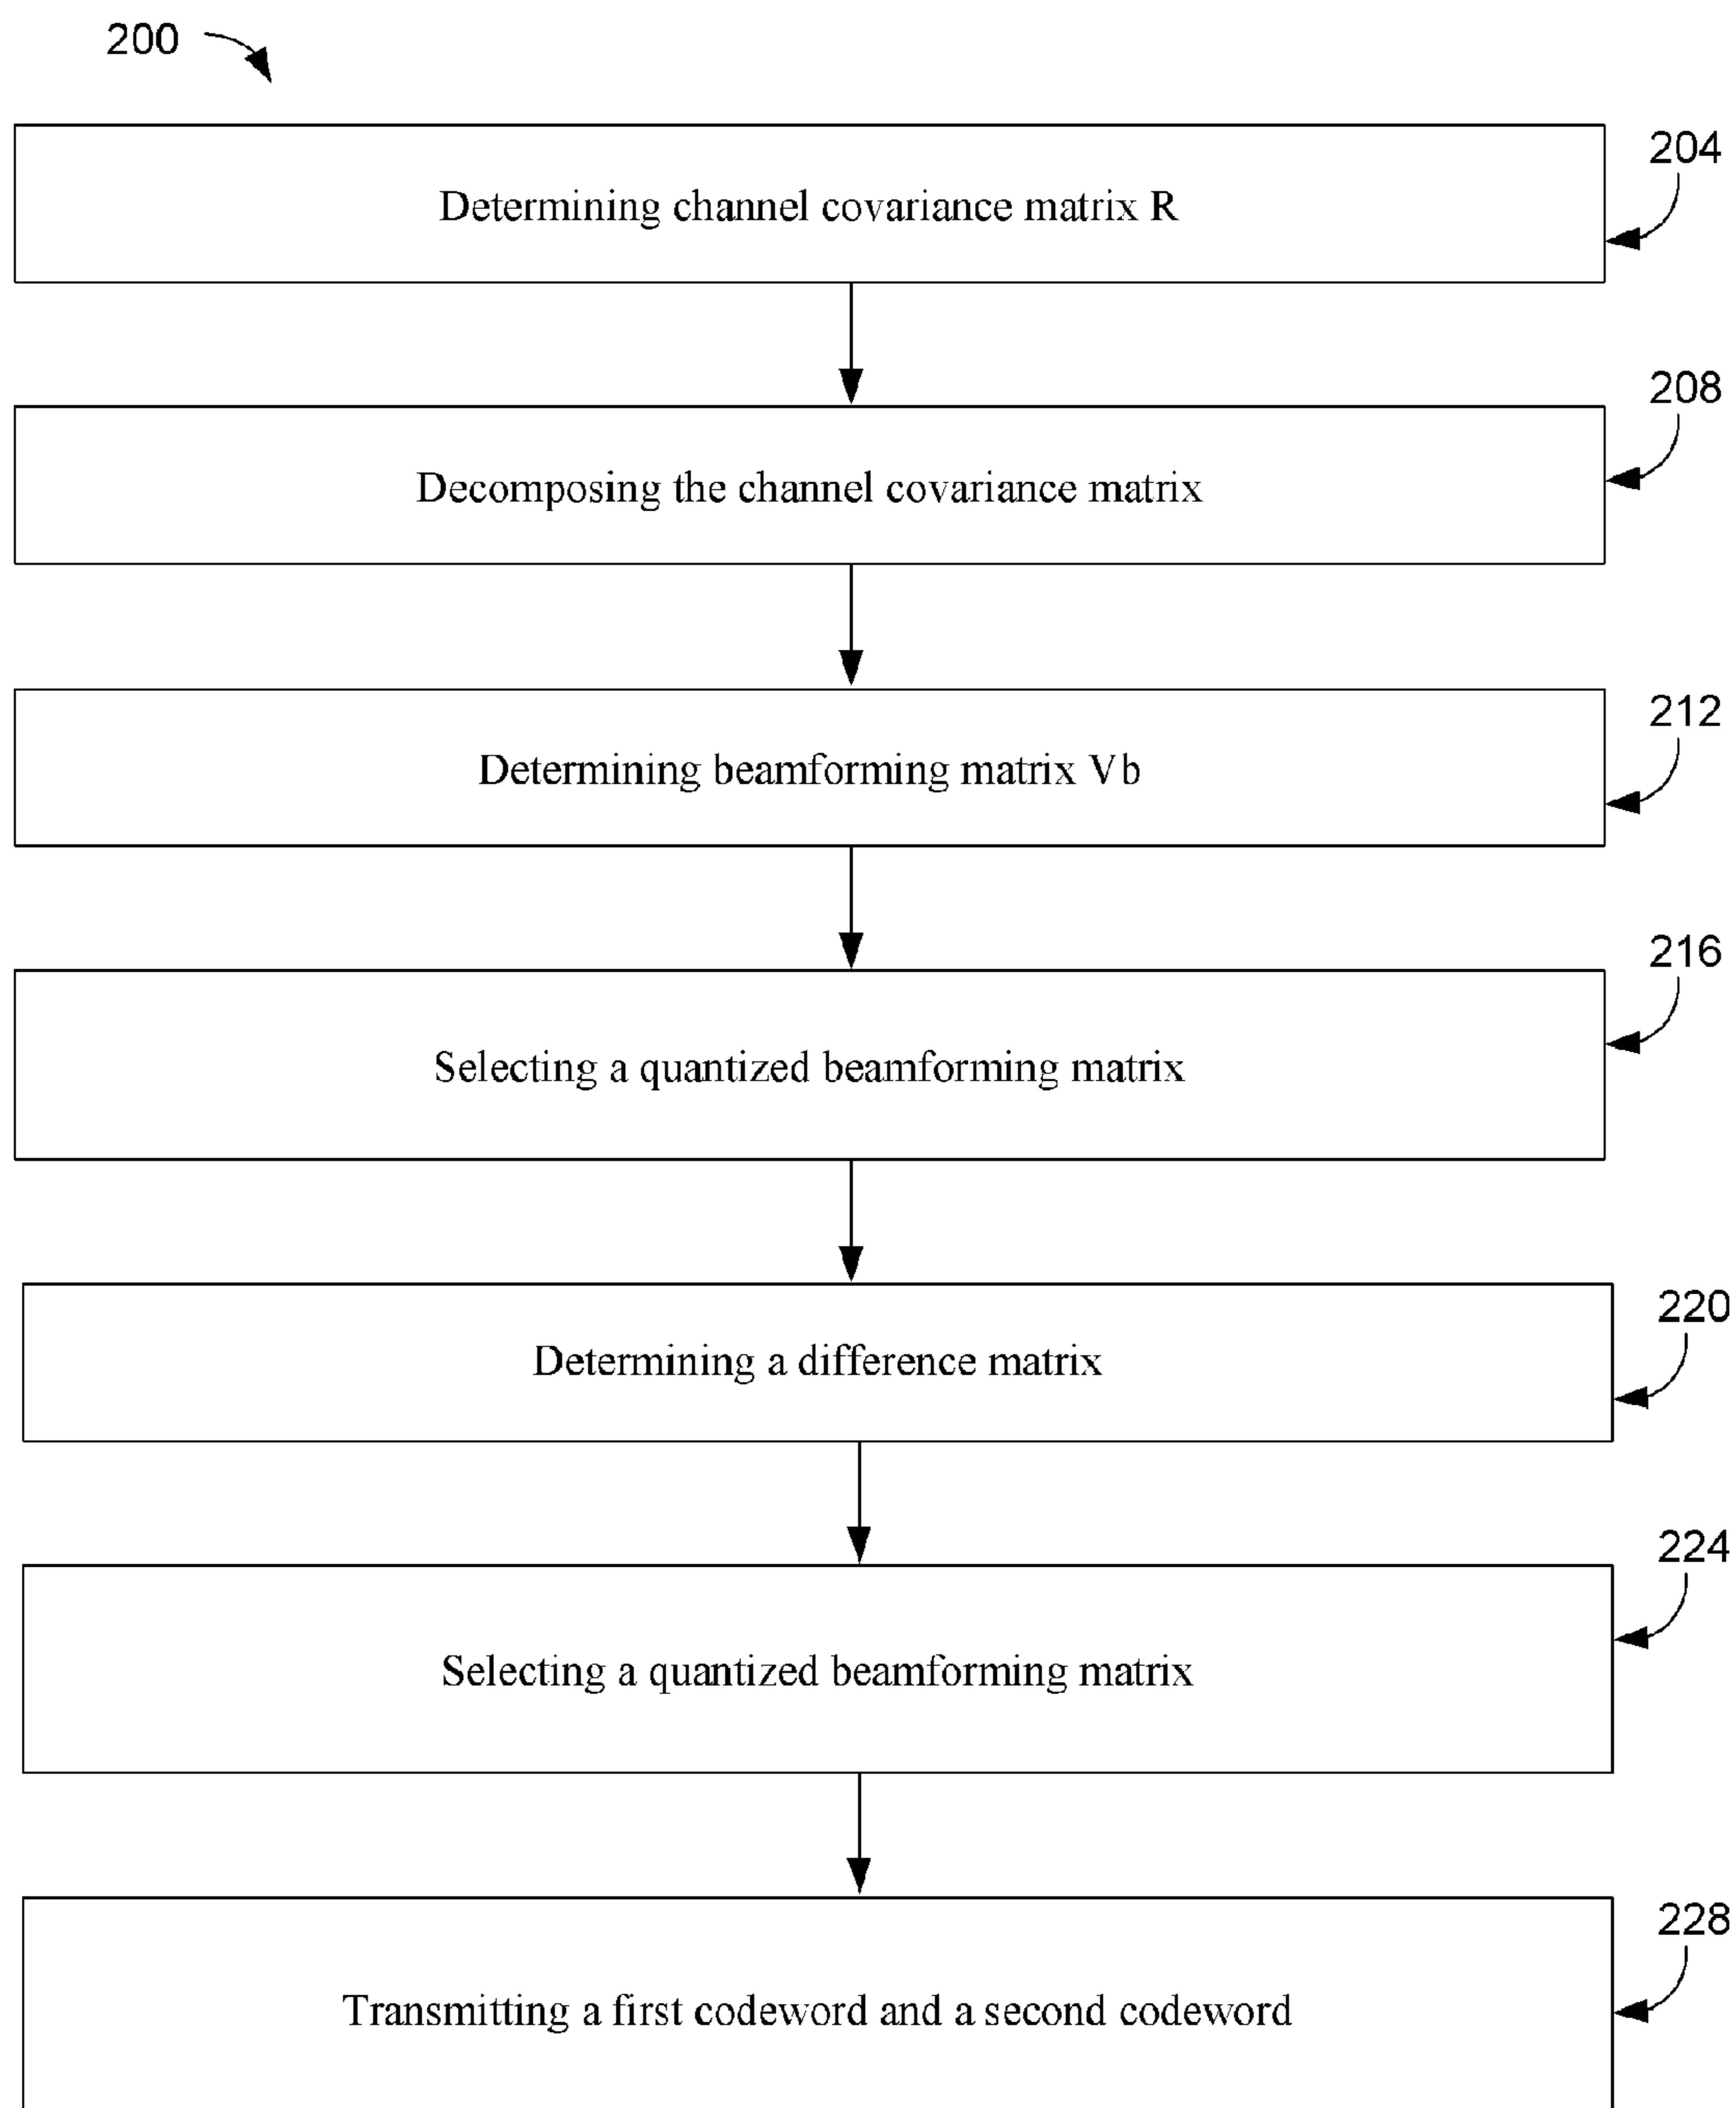 200
204
Determining channel covariance matrix R
208
Decomposing the channel covariance matrix
212
Determining beamforming matrix Vb
216
Selecting a quantized beamforming matrix
220
Determining a difference matrix
224
Selecting a quantized beamforming matrix
228
Transmitting a first codeword and a second codeword